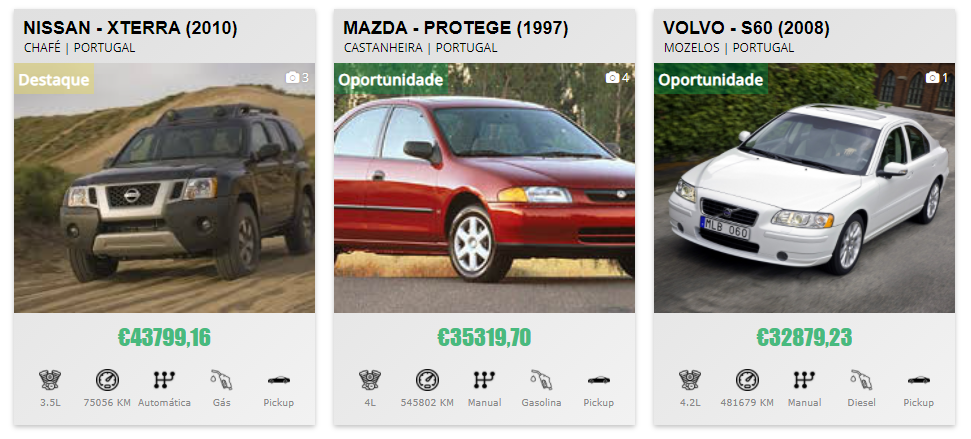 NISSAN - XTERRA (2010)
CHAFÉ | PORTUGAL
Destaque
3
€43799,16
3.5L
75056 KM
Automática
Gás
Pickup
MAZDA - PROTEGE (1997)
CASTANHEIRA | PORTUGAL
Oportunidade
4
€35319,70
4L
545802 KM
Manual
Gasolina
Pickup
VOLVO - S60 (2008)
MOZELOS | PORTUGAL
Oportunidade
1
MLB 060
€32879,23
4.2L
481679 KM
Manual
Diesel
Pickup